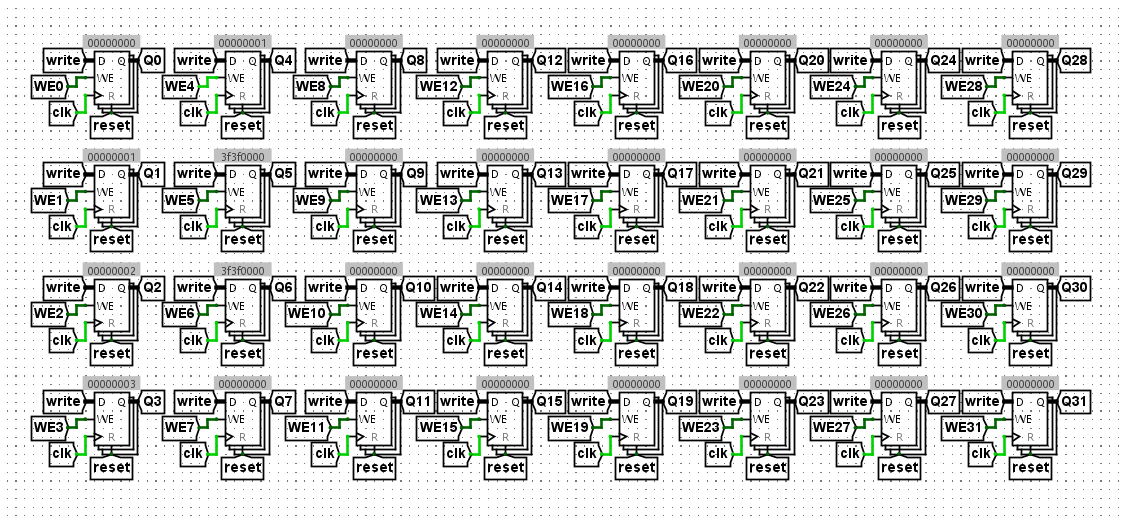 00000000 00000001 00000000 00000000 00000000 00000000 00000000 00000000
write D Q Q0 write D Q Q4 write D Q Q8 write D Q Q12 write D Q Q16 write D Q Q20 write D Q Q24 write D Q Q28
WE0 WE WE4 WE WE8 WE WE12 WE WE16 WE WE20 WE WE24 WE WE28 WE
clk R clk R clk R clk R clk R clk R clk R clk R
reset reset reset reset reset reset reset reset
00000001 3f3f0000 00000000 00000000 00000000 00000000 00000000 00000000
write D Q Q1 write D Q Q5 write D Q Q9 write D Q Q13 write D Q Q17 write D Q Q21 write D Q Q25 write D Q Q29
WE1 WE WE5 WE WE9 WE WE13 WE WE17 WE WE21 WE WE25 WE WE29 WE
clk R clk R clk R clk R clk R clk R clk R clk R
reset reset reset reset reset reset reset reset
00000002 3f3f0000 00000000 00000000 00000000 00000000 00000000 00000000
write D Q Q2 write D Q Q6 write D Q Q10 write D Q Q14 write D Q Q18 write D Q Q22 write D Q Q26 write D Q Q30
WE2 WE WE6 WE WE10 WE WE14 WE WE18 WE WE22 WE WE26 WE WE30 WE
clk R clk R clk R clk R clk R clk R clk R clk R
reset reset reset reset reset reset reset reset
00000003 00000000 00000000 00000000 00000000 00000000 00000000 00000000
write D Q Q3 write D Q Q7 write D Q Q11 write D Q Q15 write D Q Q19 write D Q Q23 write D Q Q27 write D Q Q31
WE3 WE WE7 WE WE11 WE WE15 WE WE19 WE WE23 WE WE27 WE WE31 WE
clk R clk R clk R clk R clk R clk R clk R clk R
reset reset reset reset reset reset reset reset